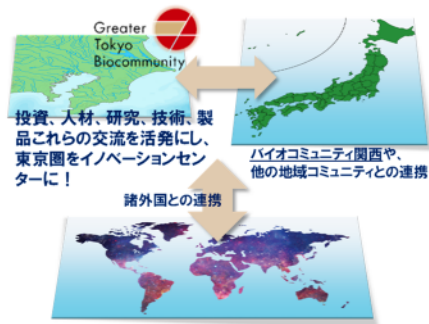 Greater
Tokyo
Biocommunity
投資、人材、研究、技術、製
品これらの交流を活発にし、
東京圏をイノベーションセン
ターに!
バイオコミュニティ関西や、
他の地域コミュニティとの連携
諸外国との連携